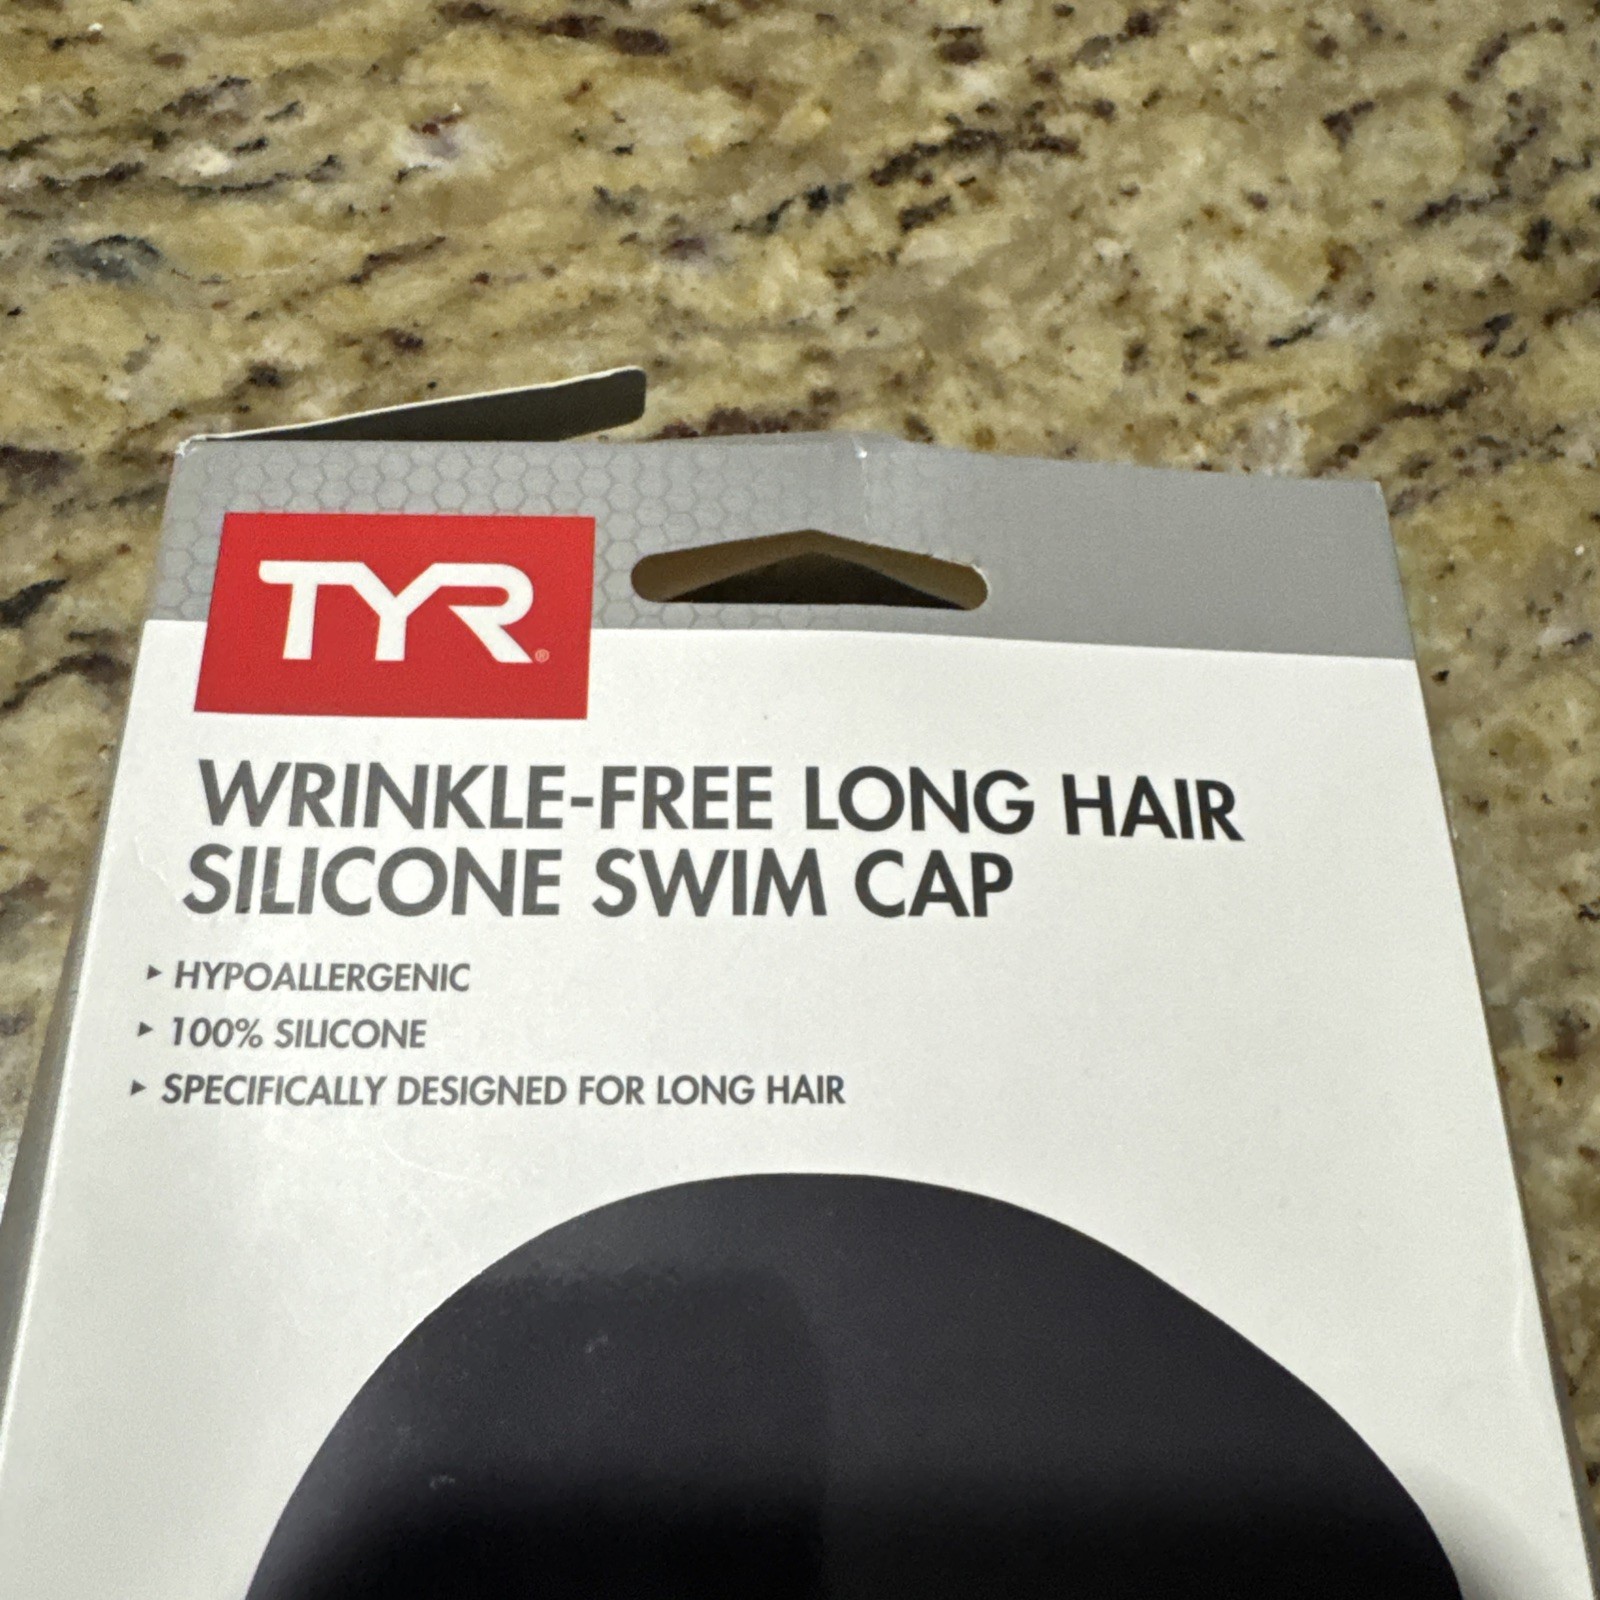 TYR®
WRINKLE-FREE LONG HAIR
SILICONE SWIM CAP
▸ HYPOALLERGENIC
▸ 100% SILICONE
▸ SPECIFICALLY DESIGNED FOR LONG HAIR